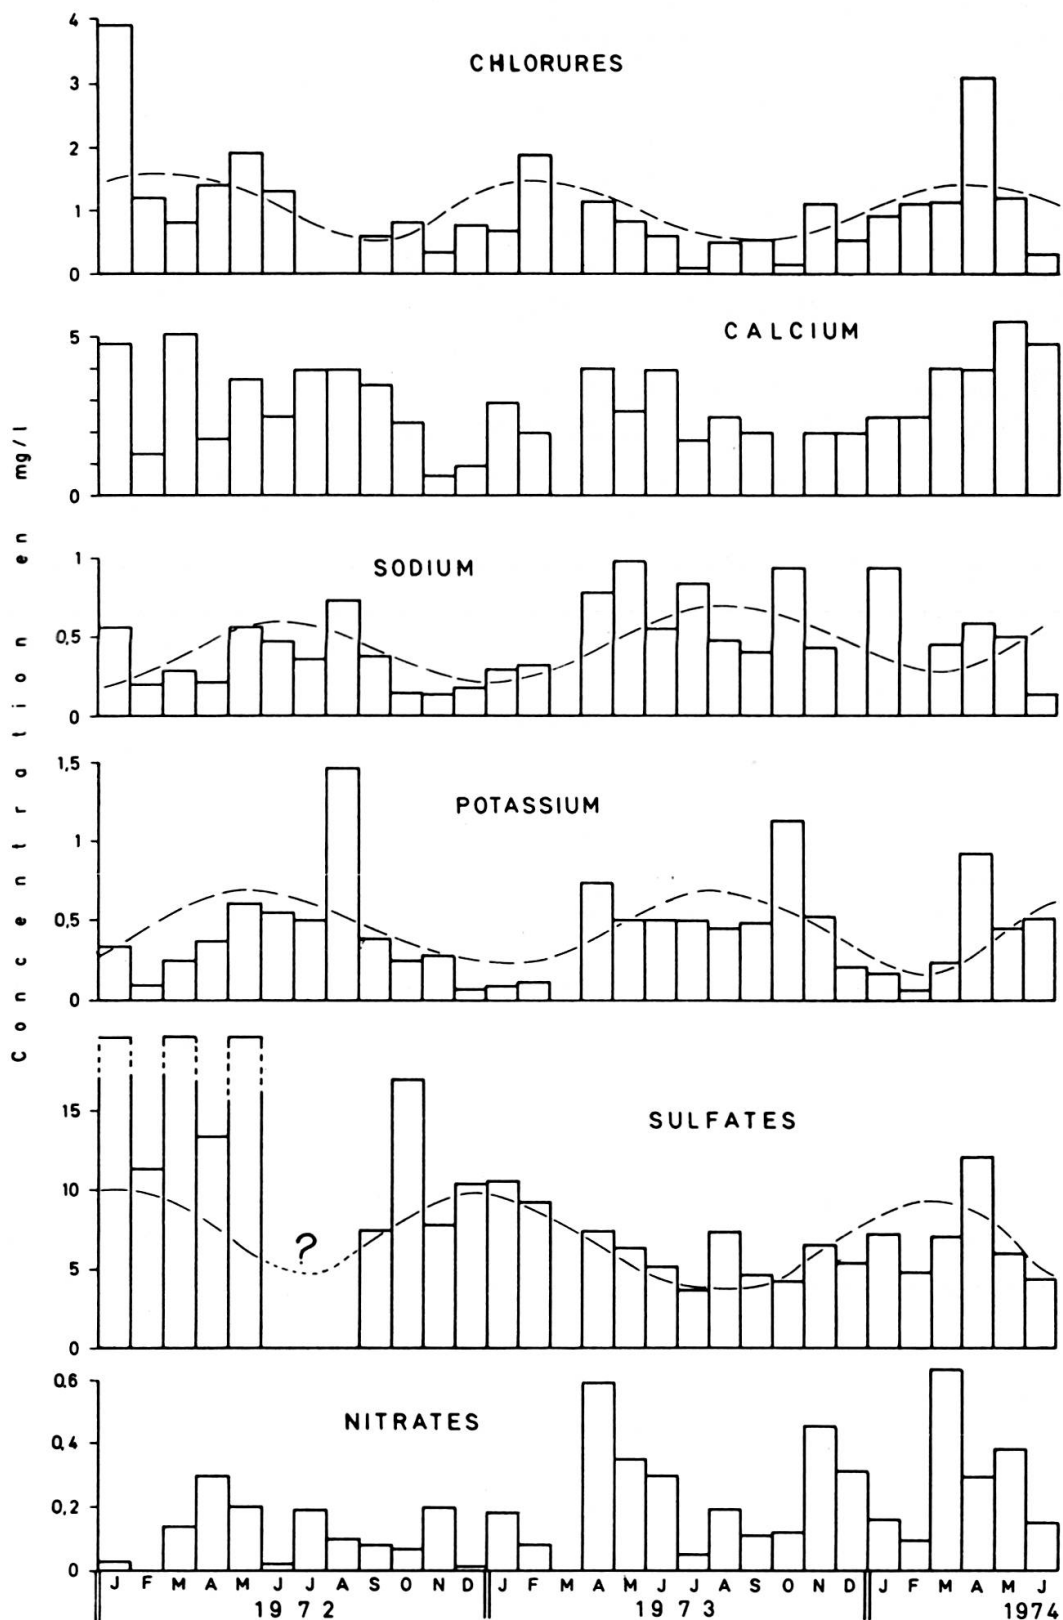 CHLORURES
4
3
2
1
0
CALCIUM
5
0
SODIUM
1
0,5
0
POTASSIUM
1,5
1
0,5
0
SULFATES
15
10
5
0
?
NITRATES
0,6
0,4
0,2
0
Concentration en mg/l
J F M A M J J A S O N D J F M A M J J A S O N D J F M A M J
1972 1973 1974